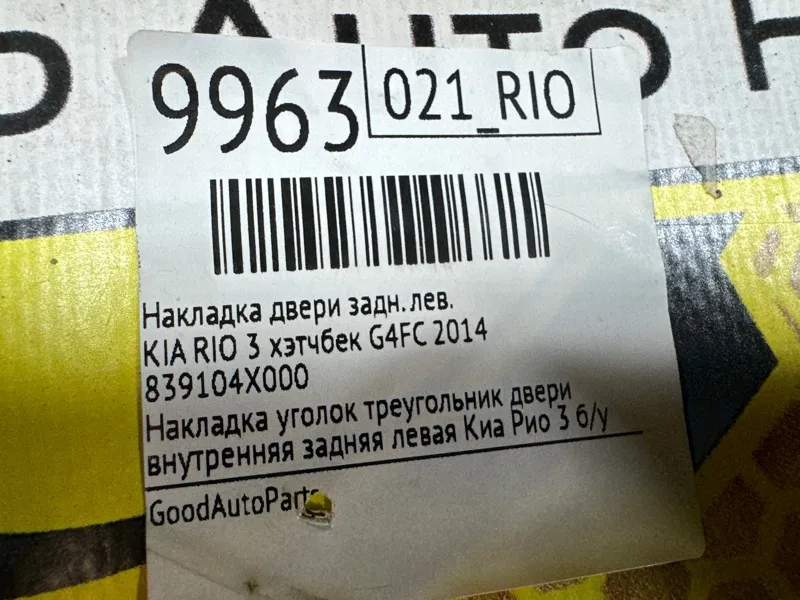 AUTO
9963
021_RIO
Накладка двери задн.лев.
KIA RIO 3 хэтчбек G4FC 2014
839104X000
Накладка уголок треугольник двери
внутренняя задняя левая Киа Рио 3 б/у
GoodAutoParts